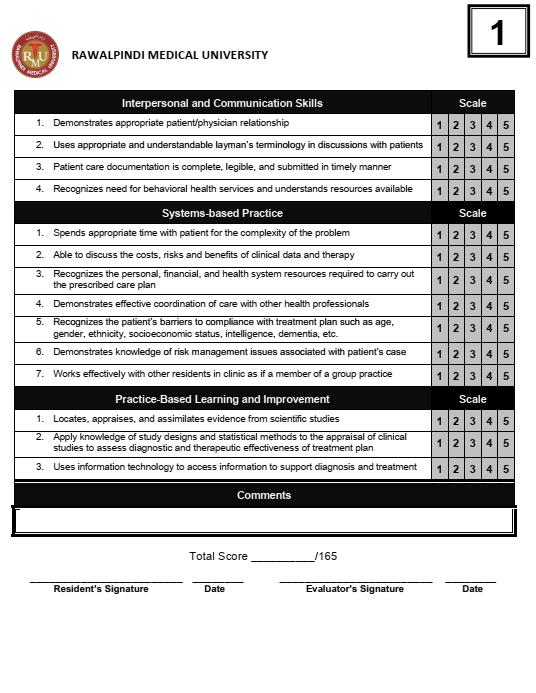 1
RAWALPINDI MEDICAL UNIVERSITY
RMU
RAWALPINDI MEDICAL UNIVERSITY
Interpersonal and Communication Skills Scale
1. Demonstrates appropriate patient/physician relationship 1 2 3 4 5
2. Uses appropriate and understandable layman's terminology in discussions with patients 1 2 3 4 5
3. Patient care documentation is complete, legible, and submitted in timely manner 1 2 3 4 5
4. Recognizes need for behavioral health services and understands resources available 1 2 3 4 5
Systems-based Practice Scale
1. Spends appropriate time with patient for the complexity of the problem 1 2 3 4 5
2. Able to discuss the costs, risks and benefits of clinical data and therapy 1 2 3 4 5
3. Recognizes the personal, financial, and health system resources required to carry out
the prescribed care plan 1 2 3 4 5
4. Demonstrates effective coordination of care with other health professionals 1 2 3 4 5
5. Recognizes the patient's barriers to compliance with treatment plan such as age,
gender, ethnicity, socioeconomic status, intelligence, dementia, etc. 1 2 3 4 5
6. Demonstrates knowledge of risk management issues associated with patient's case 1 2 3 4 5
7. Works effectively with other residents in clinic as if a member of a group practice 1 2 3 4 5
Practice-Based Learning and Improvement Scale
1. Locates, appraises, and assimilates evidence from scientific studies 1 2 3 4 5
2. Apply knowledge of study designs and statistical methods to the appraisal of clinical
studies to assess diagnostic and therapeutic effectiveness of treatment plan 1 2 3 4 5
3. Uses information technology to access information to support diagnosis and treatment 1 2 3 4 5
Comments
Total Score __________/165
Resident's Signature Date Evaluator's Signature Date